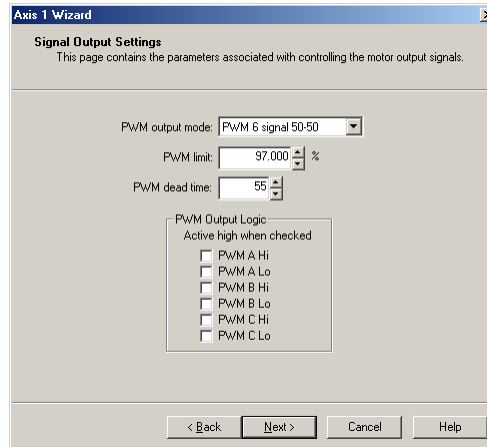 Axis 1 Wizard
Signal Output Settings
This page contains the parameters associated with controlling the motor output signals.
PWM output mode: PWM 6 signal 50-50
PWM limit: 97.000 %
PWM dead time: 55
PWM Output Logic
Active high when checked
PWM A Hi
PWM A Lo
PWM B Hi
PWM B Lo
PWM C Hi
PWM C Lo
< Back Next > Cancel Help